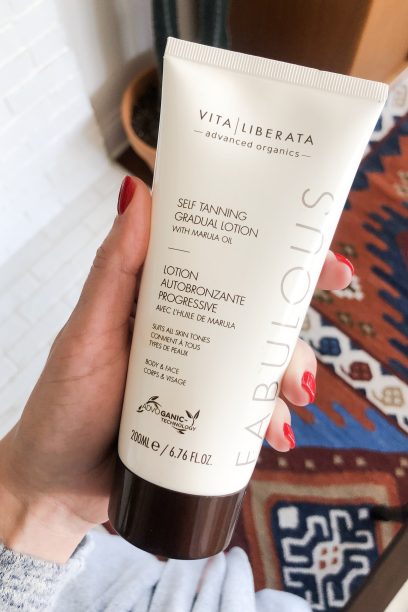 VITA | LIBERATA
advanced organics
SELF TANNING
GRADUAL LOTION
WITH MARULA OIL
LOTION
AUTOBRONZANTE
PROGRESSIVE
AVEC L'HUILE DE MARULA
SUITS ALL SKIN TONES
CONVIENT À TOUS
TYPES DE PEAUX
BODY & FACE
CORPS & VISAGE
ADVOGANIC
TECHNOLOGY
200ML e / 6.76 FL.OZ.
FABULOUS